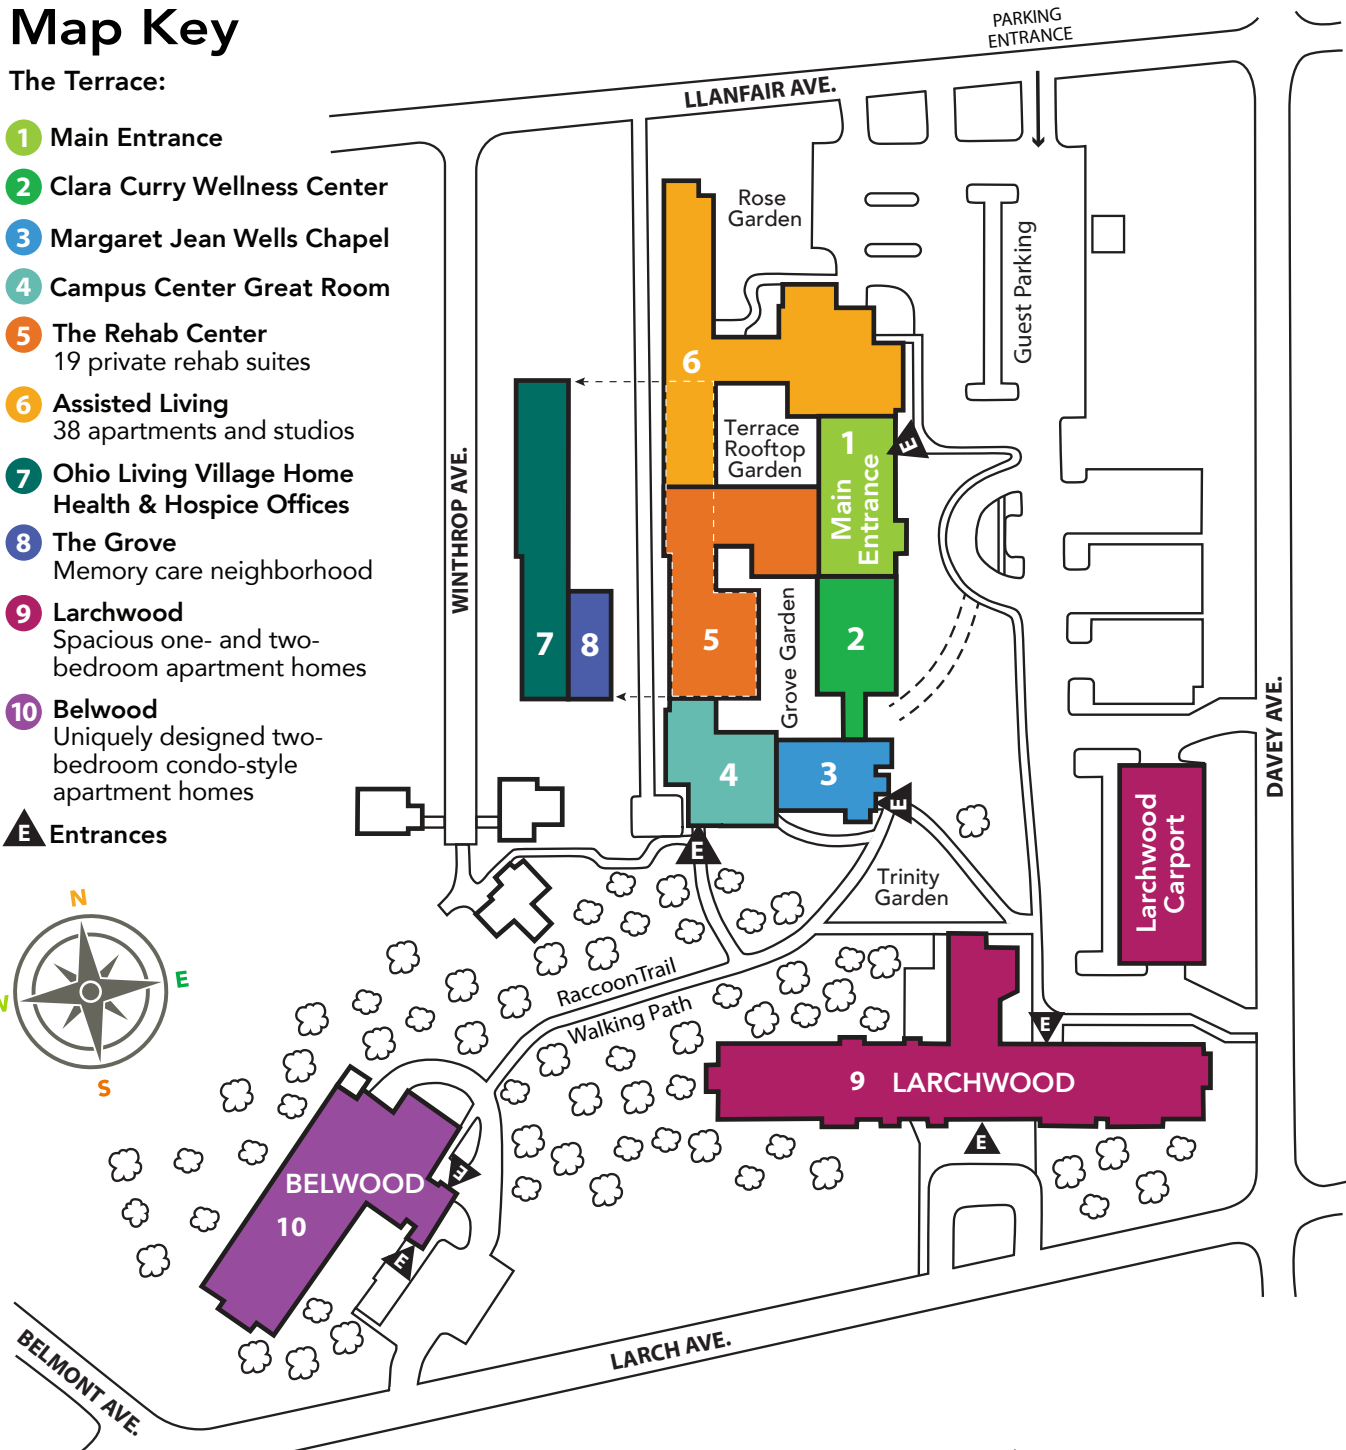 Map Key
The Terrace:
1 Main Entrance
2 Clara Curry Wellness Center
3 Margaret Jean Wells Chapel
4 Campus Center Great Room
5 The Rehab Center
19 private rehab suites
6 Assisted Living
38 apartments and studios
7 Ohio Living Village Home
Health & Hospice Offices
8 The Grove
Memory care neighborhood
9 Larchwood
Spacious one- and two-
bedroom apartment homes
10 Belwood
Uniquely designed two-
bedroom condo-style
apartment homes
E Entrances
N
E
S
W
PARKING
ENTRANCE
LLANFAIR AVE.
Rose
Garden
Guest Parking
6
Terrace
Rooftop
Garden
1
Main
Entrance
E
WINTHROP AVE.
7
8
5
Grove Garden
2
4
3
E
E
DAVEY AVE.
Larchwood
Carport
Trinity
Garden
Raccoon Trail
Walking Path
E
9 LARCHWOOD
E
BELWOOD
10
E
E
LARCH AVE.
BELMONT AVE.